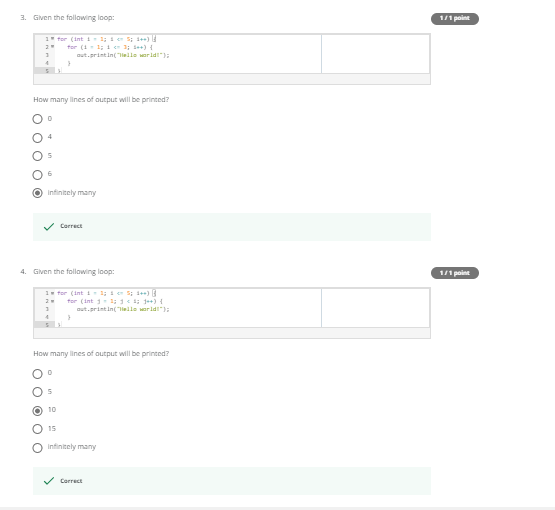 3. Given the following loop:
1 / 1 point
1 for (int i = 1; i <= 5; i++) {
2 for (i = 1; i <= 3; i++) {
3 out.println("Hello world!");
4 }
5 }
How many lines of output will be printed?
0
4
5
6
infinitely many
Correct
4. Given the following loop:
1 / 1 point
1 for (int i = 1; i <= 5; i++) {
2 for (int j = 1; j < i; j++) {
3 out.println("Hello world!");
4 }
5 }
How many lines of output will be printed?
0
5
10
15
infinitely many
Correct